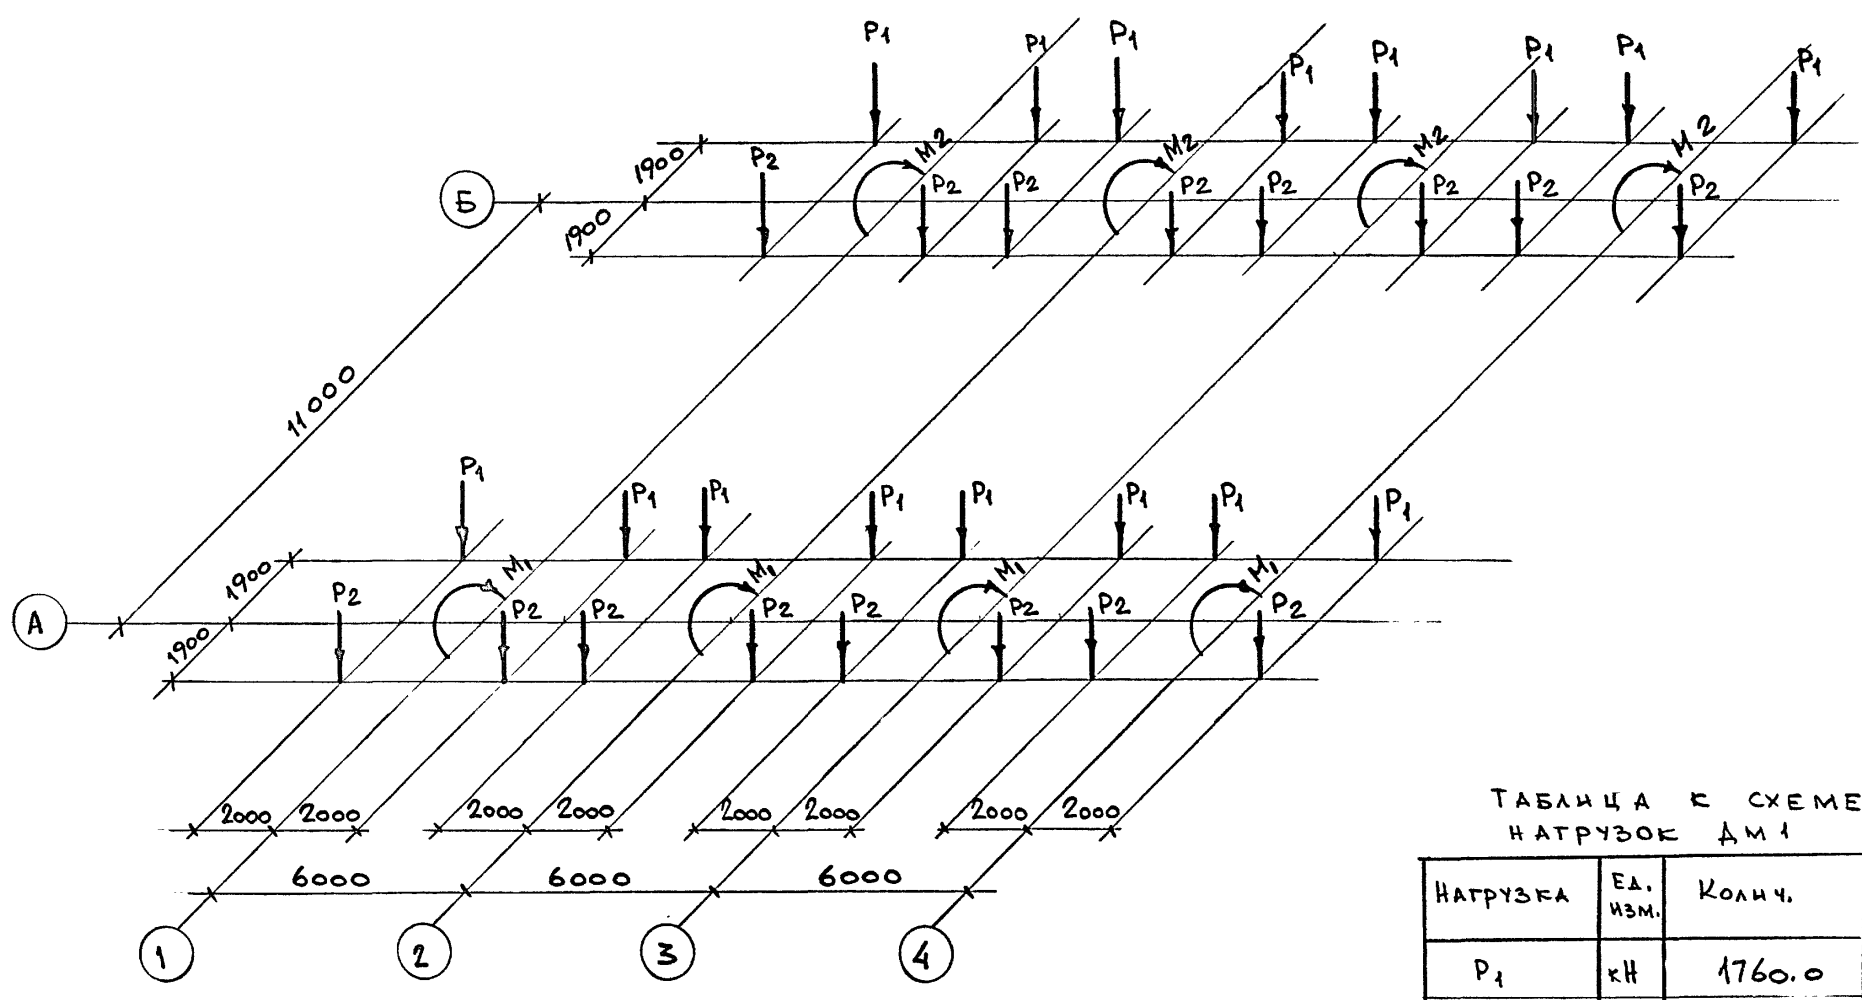 P1 P1 P1 P1 P1 P1 P1 P1
1900 P2 M2 M2 M2 M2
Б 1900 P2 P2 P2 P2 P2 P2 P2
11000
P1 P1 P1 P1 P1 P1 P1 P1
1900 P2 M1 M1 M1 M1
А 1900 P2 P2 P2 P2 P2 P2 P2
2000 2000 2000 2000 2000 2000 2000 2000
6000 6000 6000
1 2 3 4
ТАБЛИЦА К СХЕМЕ
НАГРУЗОК ДМ1
НАГРУЗКА ЕД. ИЗМ. КОЛИЧ.
P1 кН 1760.0